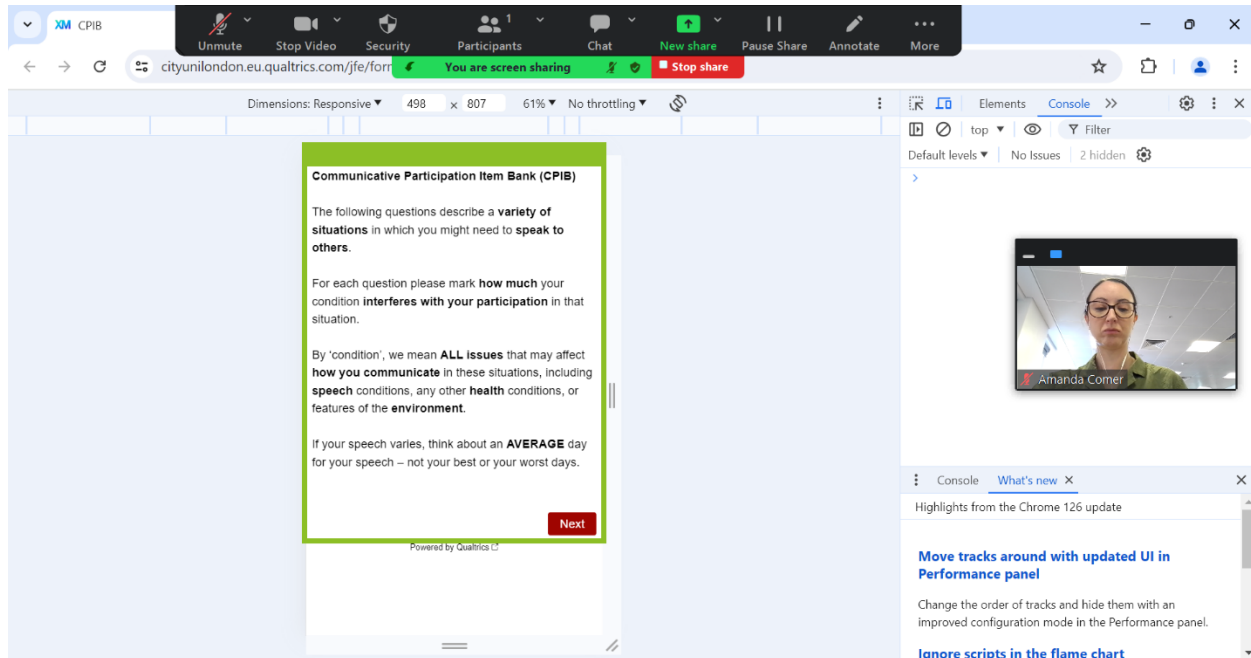 CPIB
Unmute
Stop Video
Security
Participants
1
Chat
New share
Pause Share
Annotate
More
cityunilondon.eu.qualtrics.com/jfe/forr
You are screen sharing
Stop share
Dimensions: Responsive 498 × 807 61% No throttling
Elements Console
top Filter
Default levels No Issues 2 hidden
Communicative Participation Item Bank (CPIB)
The following questions describe a variety of
situations in which you might need to speak to
others.
For each question please mark how much your
condition interferes with your participation in that
situation.
By ‘condition’, we mean ALL issues that may affect
how you communicate in these situations, including
speech conditions, any other health conditions, or
features of the environment.
If your speech varies, think about an AVERAGE day
for your speech – not your best or your worst days.
Next
Powered by Qualtrics
Amanda Comer
Console What's new
Highlights from the Chrome 126 update
Move tracks around with updated UI in
Performance panel
Change the order of tracks and hide them with an
improved configuration mode in the Performance panel.
Ignore scripts in the flame chart